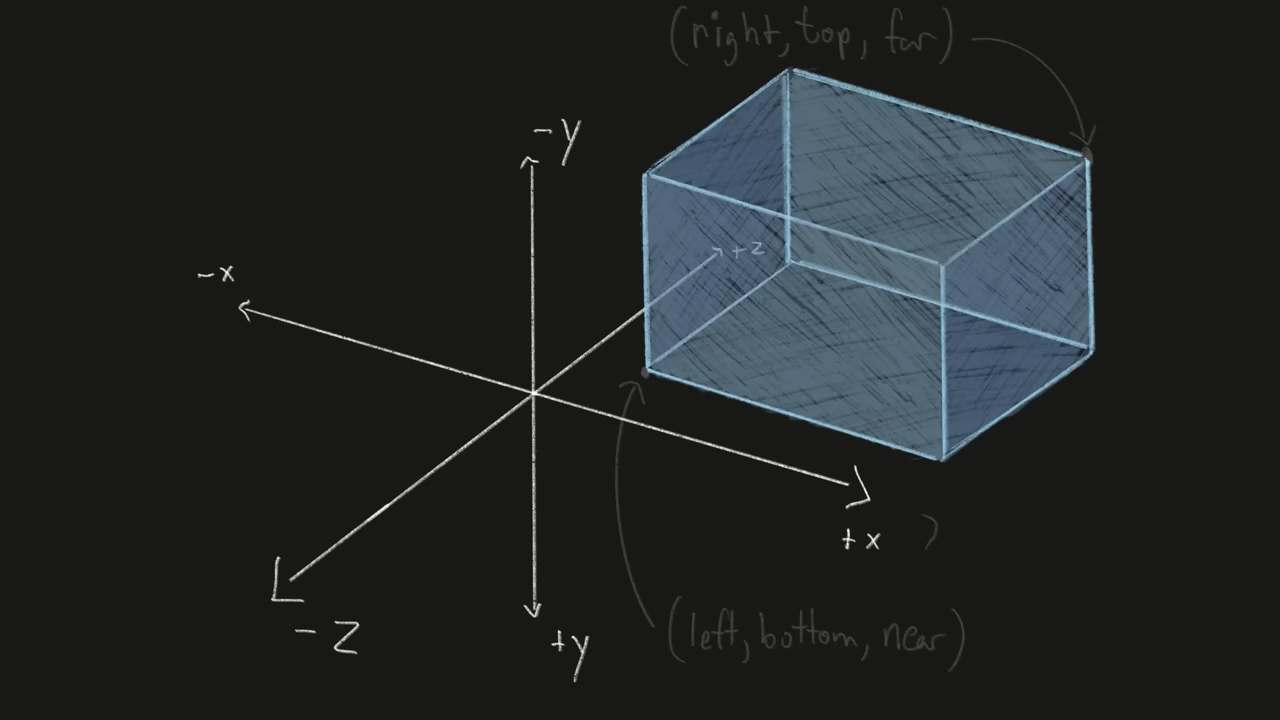 (right, top, far)
-y
+z
-x
+x
(left, bottom, near)
-z
+y